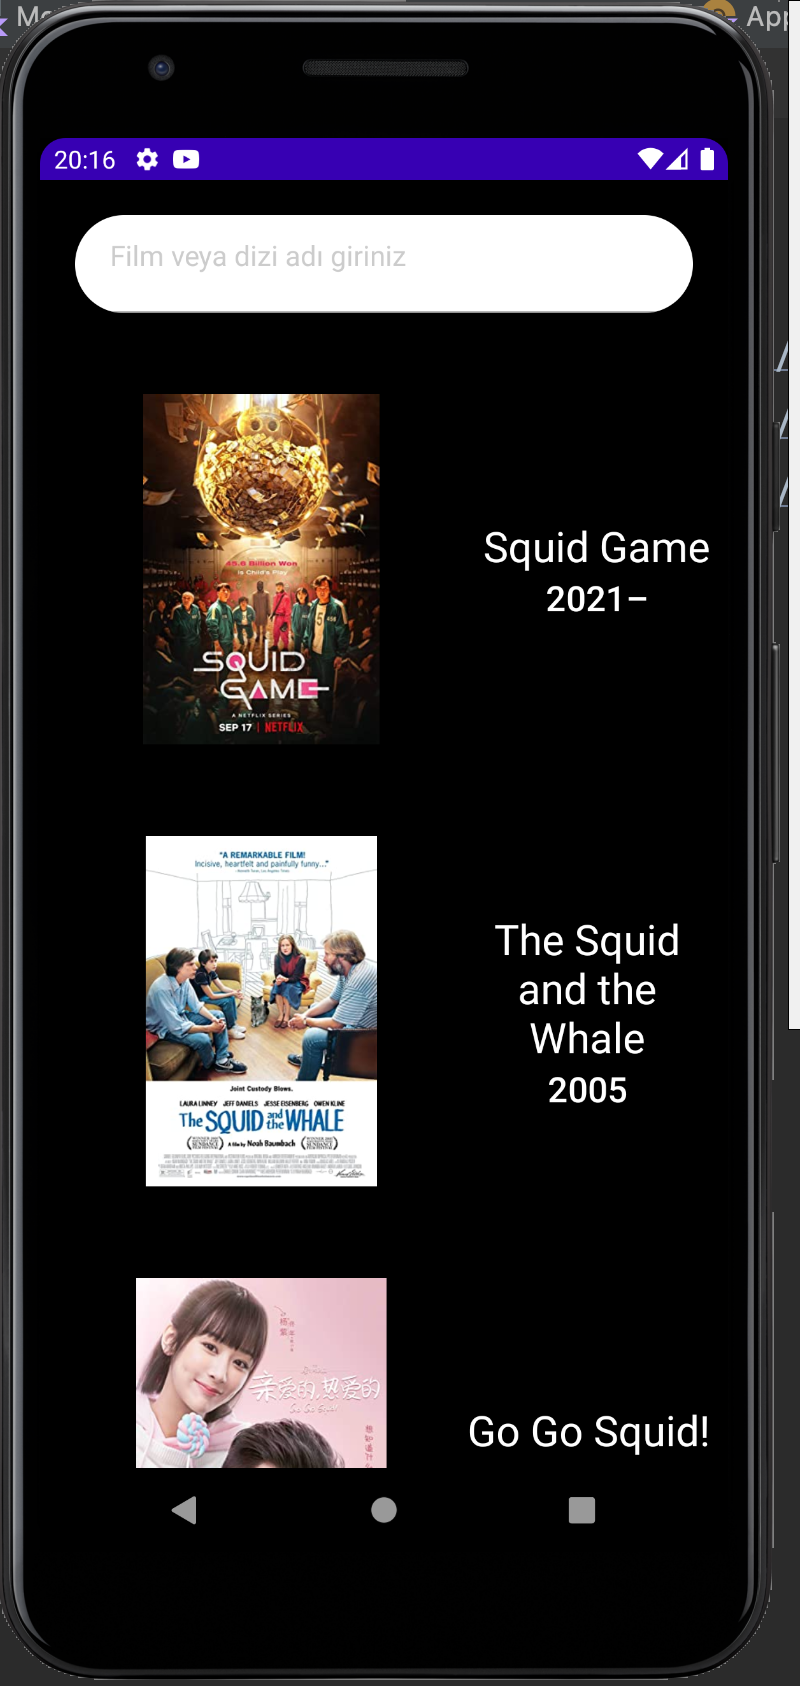 Me
App
20:16
Film veya dizi adı giriniz
45.6 Billion Won
is Child's Play
SQUID
GAME
A NETFLIX SERIES
SEP 17 | NETFLIX
Squid Game
2021–
"A REMARKABLE FILM!
Incisive, heartfelt and painfully funny..."
Joint Custody Blows.
LAURA LINNEY JEFF DANIELS JESSE EISENBERG OWEN KLINE
The SQUID and the WHALE
A film by Noah Baumbach
The Squid
and the
Whale
2005
亲爱的,热爱的
Go Go Squid!
Go Go Squid!